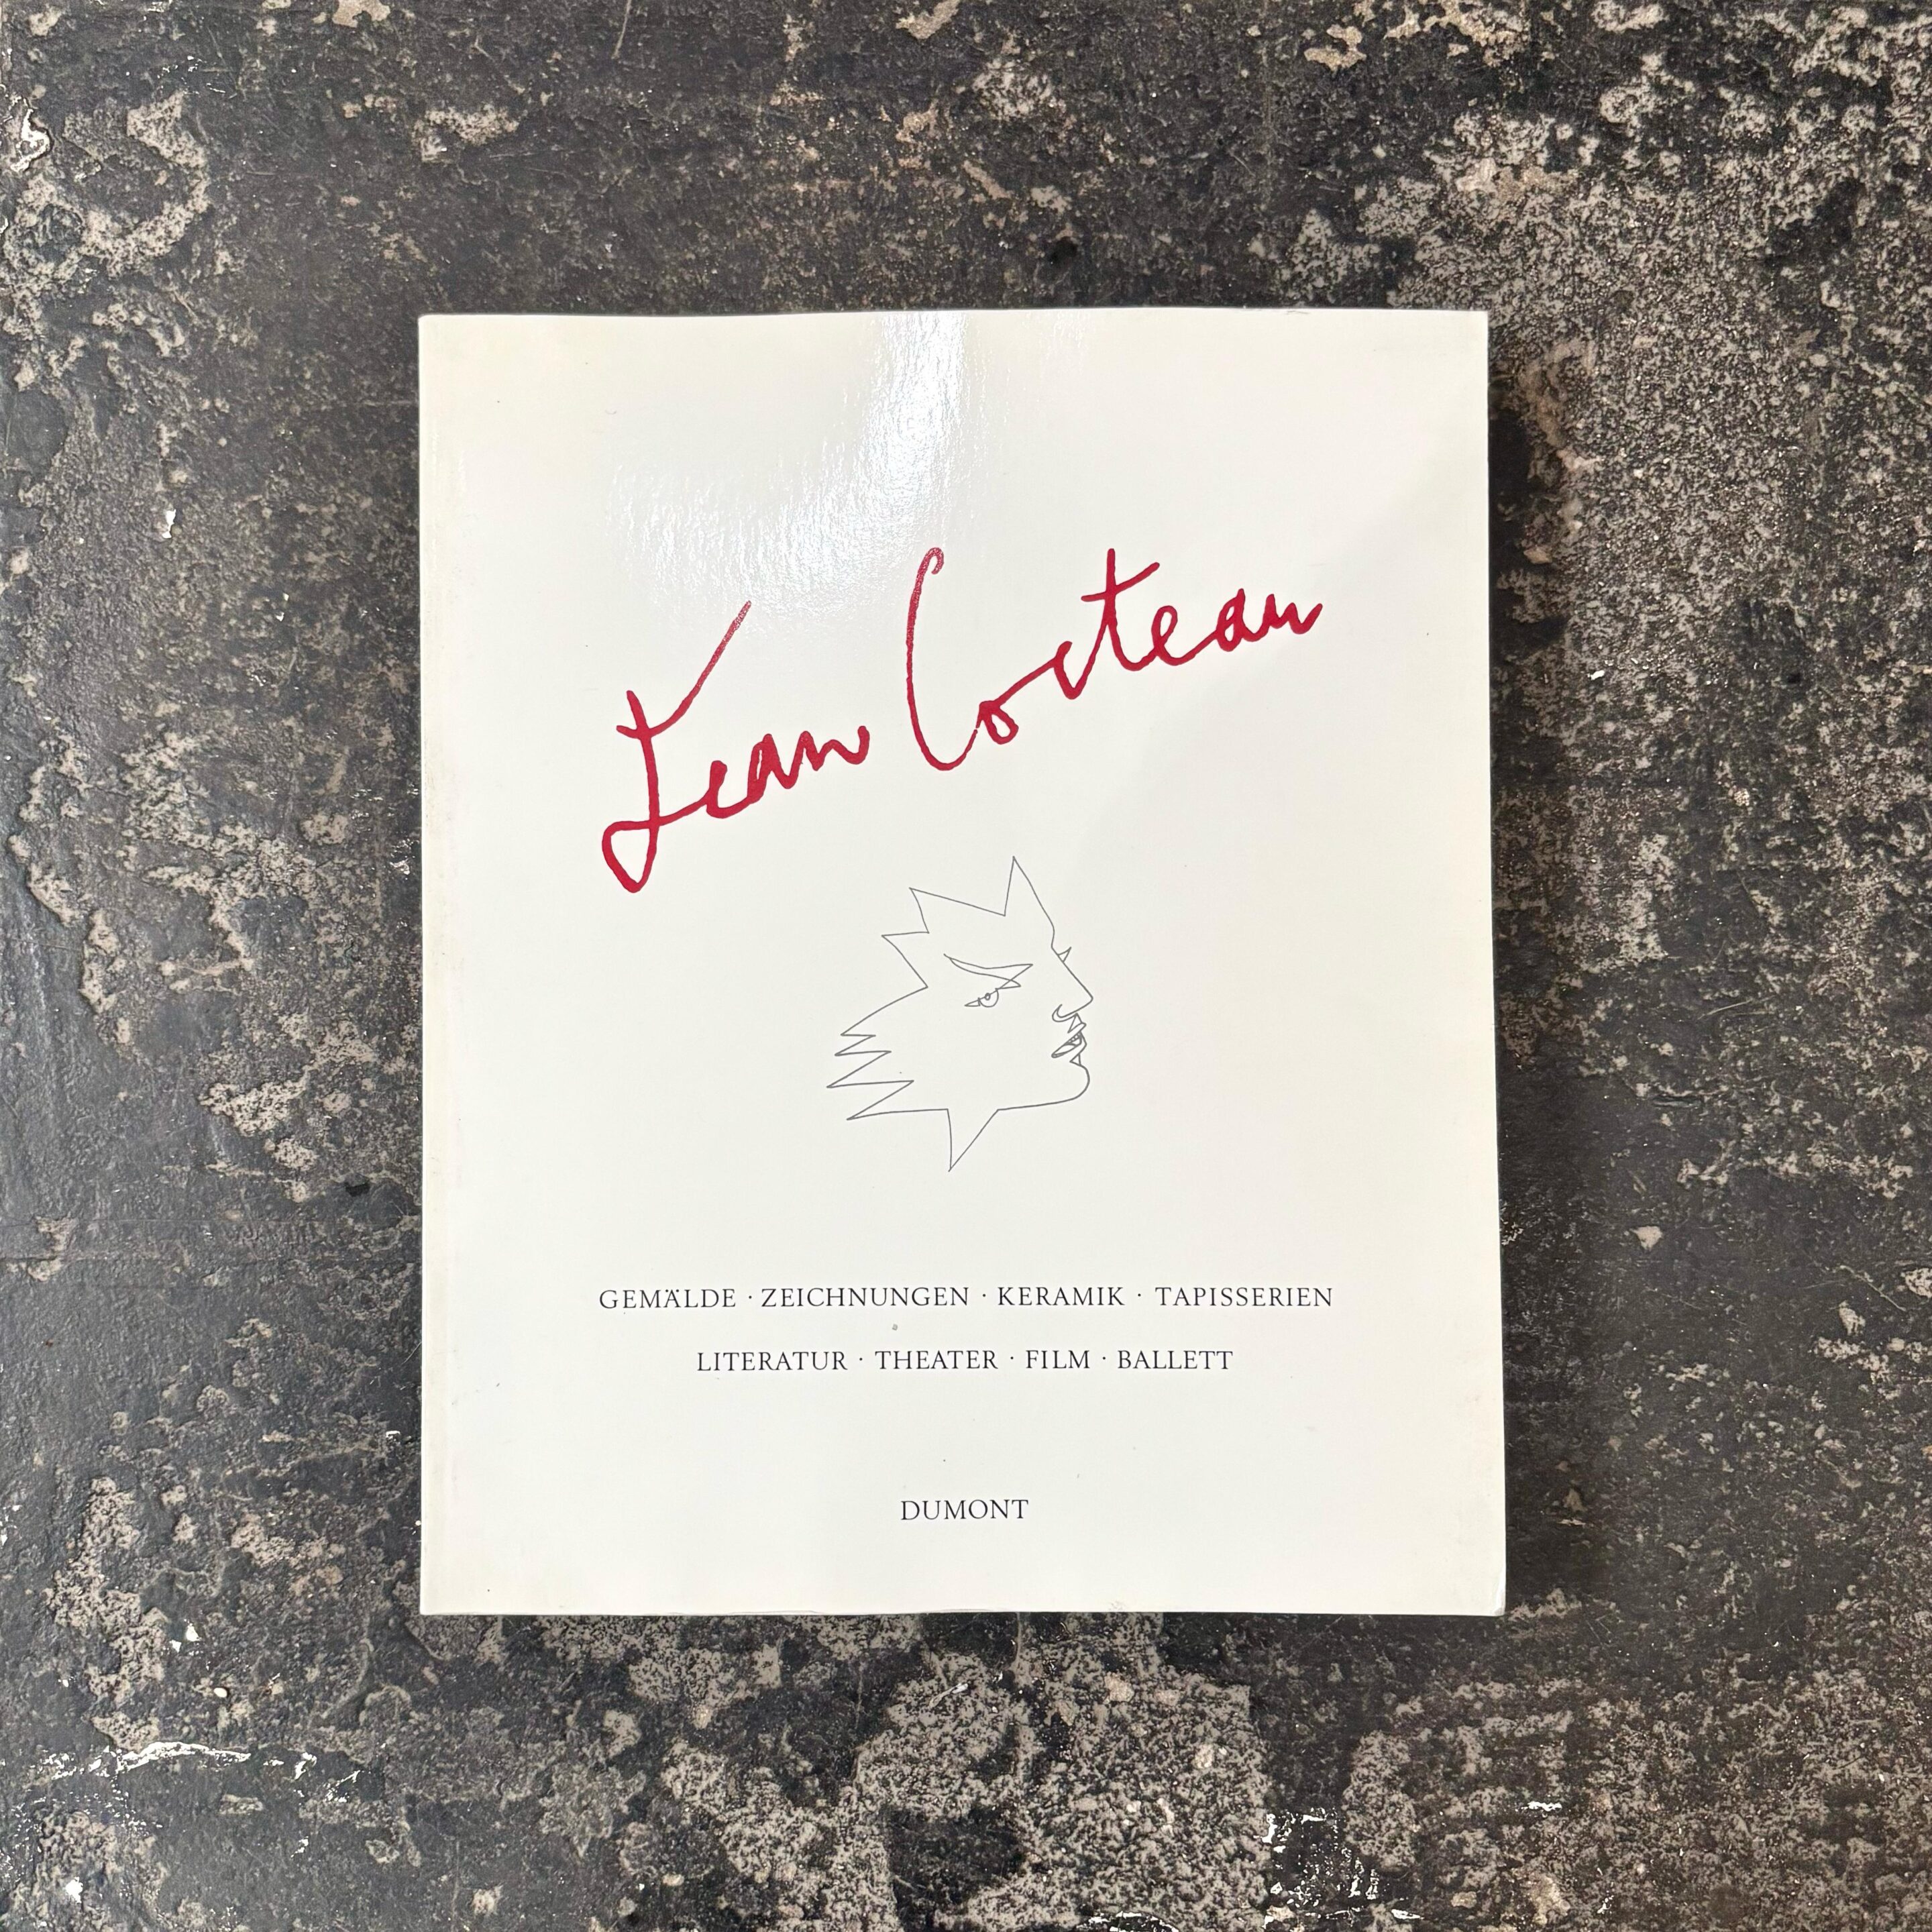 Jean Cocteau
GEMÄLDE · ZEICHNUNGEN · KERAMIK · TAPISSERIEN
LITERATUR · THEATER · FILM · BALLETT
DUMONT